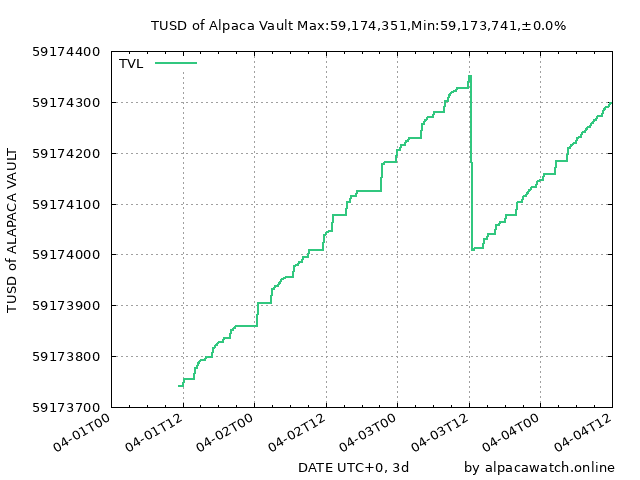 TUSD of Alpaca Vault Max:59,174,351,Min:59,173,741,±0.0%
TVL
59174400
59174300
59174200
59174100
59174000
59173900
59173800
59173700
TUSD of ALAPACA VAULT
04-01T00
04-01T12
04-02T00
04-02T12
04-03T00
04-03T12
04-04T00
04-04T12
DATE UTC+0, 3d
by alpacawatch.online